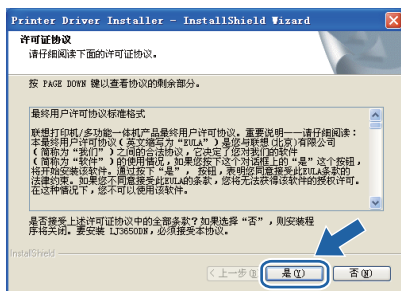 Printer Driver Installer - InstallShield Wizard
许可证协议
请仔细阅读下面的许可证协议。
按 PAGE DOWN 键以查看协议的剩余部分。
最终用户许可协议标准格式
联想打印机/多功能一体机产品最终用户许可协议。重要说明——请仔细阅读：
本最终用户许可协议(英文缩写为“EULA”)是您与联想(北京)有限公司
(简称为“我们”)之间的合法协议，它决定了您对我们的软件
(简称为“软件”)的使用情况，如果您按下这个对话框上的“是”这个按钮，
将开始安装该软件。通过按下“是”， 按钮，表明您同意接受此EULA条款的
法律约束。如果您不同意接受此EULA的条款，您将无法获得该软件的授权许可。
在这种情况下，您不可以使用该软件。
是否接受上述许可证协议中的全部条款？如果选择“否”，则安装程
序将关闭。要安装 LJ3650DN，必须接受本协议。
InstallShield
<上一步(B) 是(Y) 否(N)